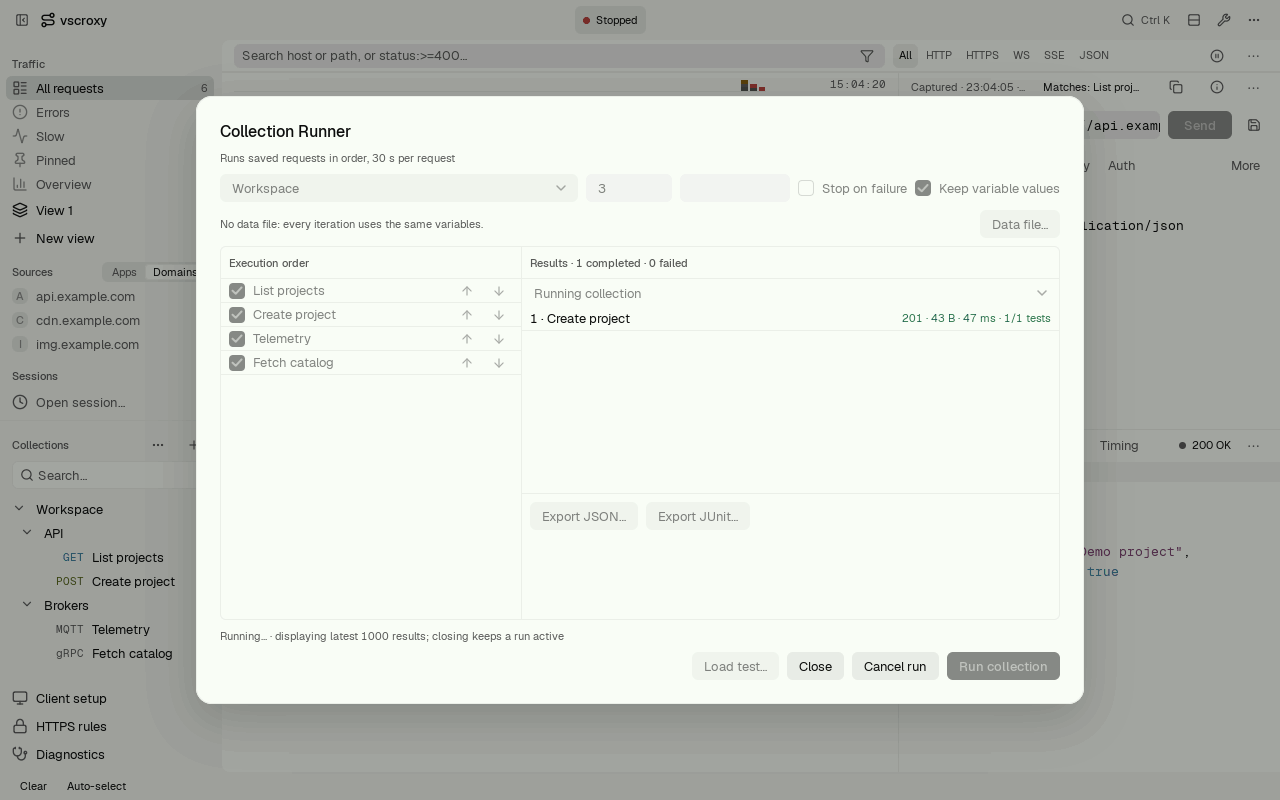 vscroxy
Stopped
Ctrl K
Traffic
All requests 6
Errors
Slow
Pinned
Overview
View 1
New view
Sources Apps Domains
A api.example.com
C cdn.example.com
I img.example.com
Sessions
Open session…
Collections
Search…
Workspace
API
GET List projects
POST Create project
Brokers
MQTT Telemetry
gRPC Fetch catalog
Client setup
HTTPS rules
Diagnostics
Clear Auto-select
Search host or path, or status:>=400…
All HTTP HTTPS WS SSE JSON
15:04:20
Captured · 23:04:05 ·…
Matches: List proj…
/api.examp
Send
Auth
More
lication/json
Timing
200 OK
Demo project",
true
Collection Runner
Runs saved requests in order, 30 s per request
Workspace
3
Stop on failure
Keep variable values
No data file: every iteration uses the same variables.
Data file…
Execution order
List projects
Create project
Telemetry
Fetch catalog
Results · 1 completed · 0 failed
Running collection
1 · Create project
201 · 43 B · 47 ms · 1/1 tests
Export JSON…
Export JUnit…
Running… · displaying latest 1000 results; closing keeps a run active
Load test…
Close
Cancel run
Run collection